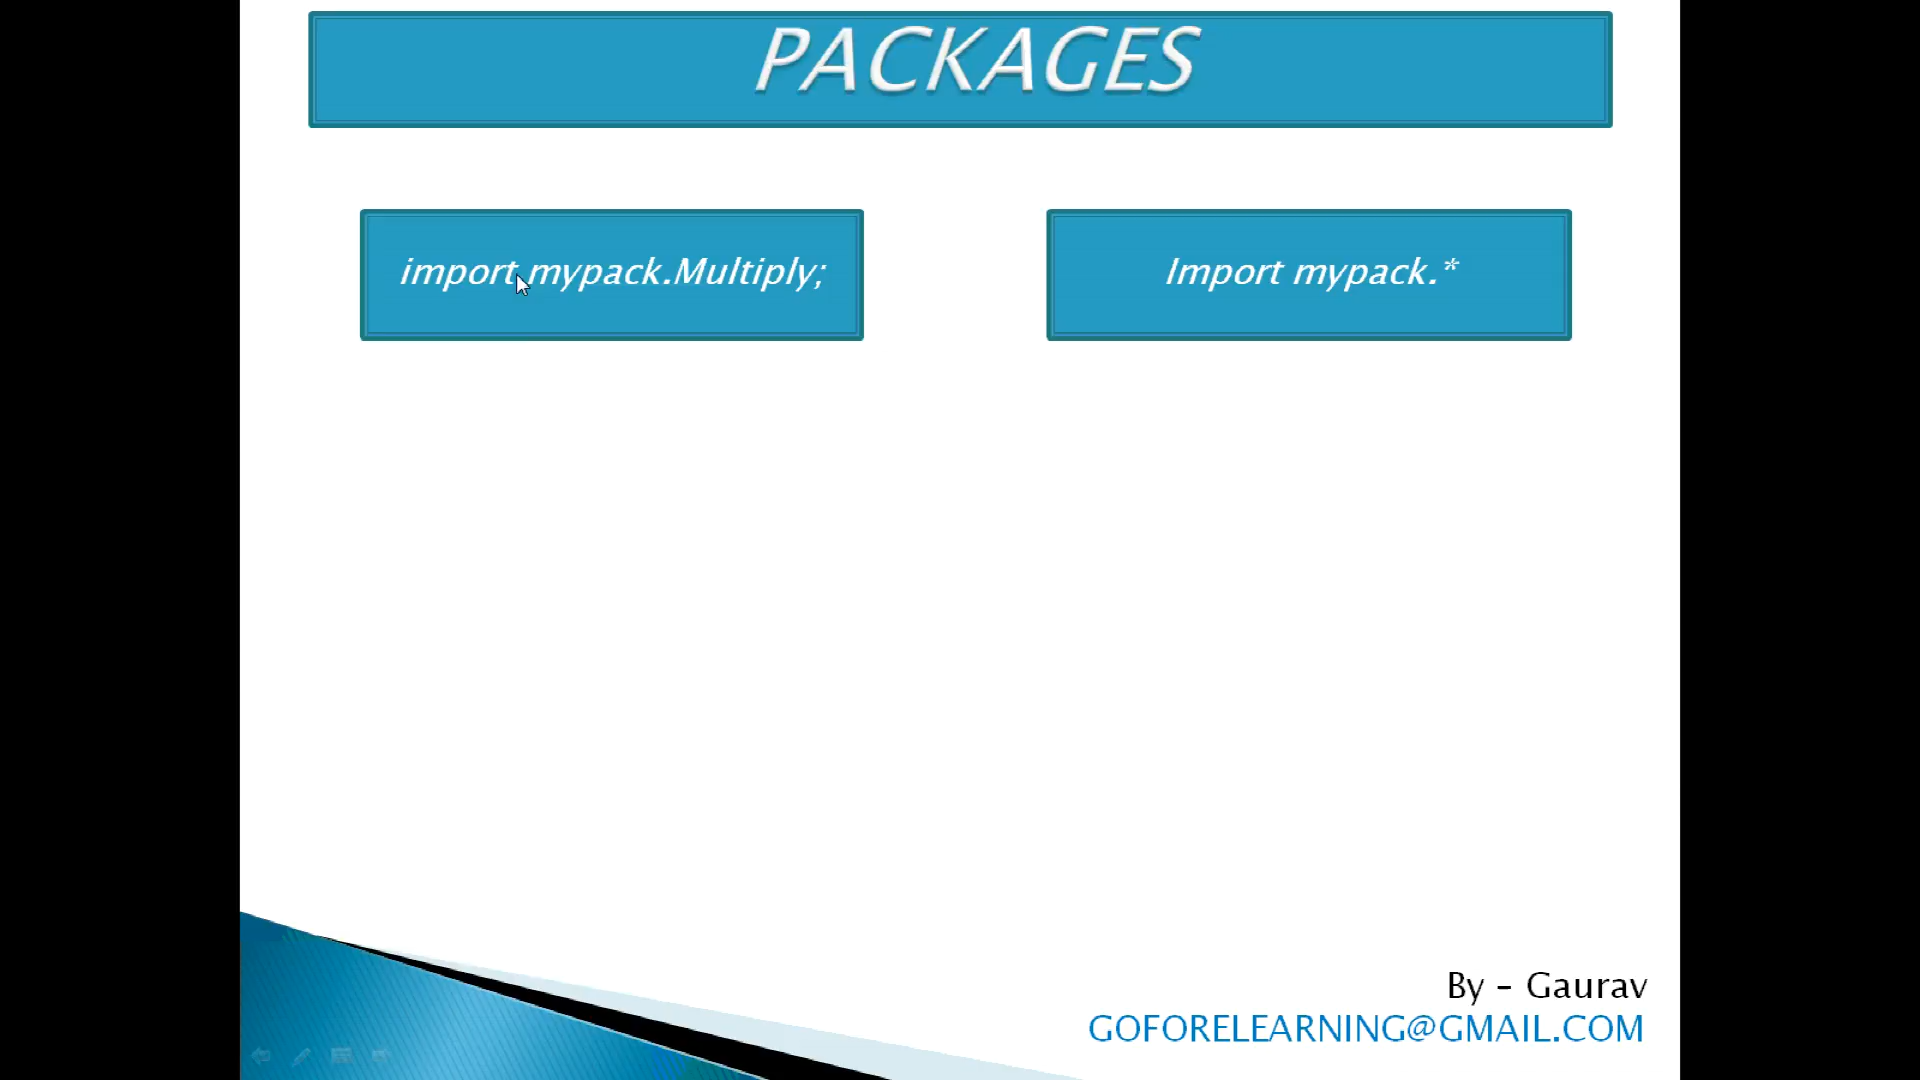 PACKAGES
import mypack.Multiply;
Import mypack.*
By - Gaurav
GOFORELEARNING@GMAIL.COM